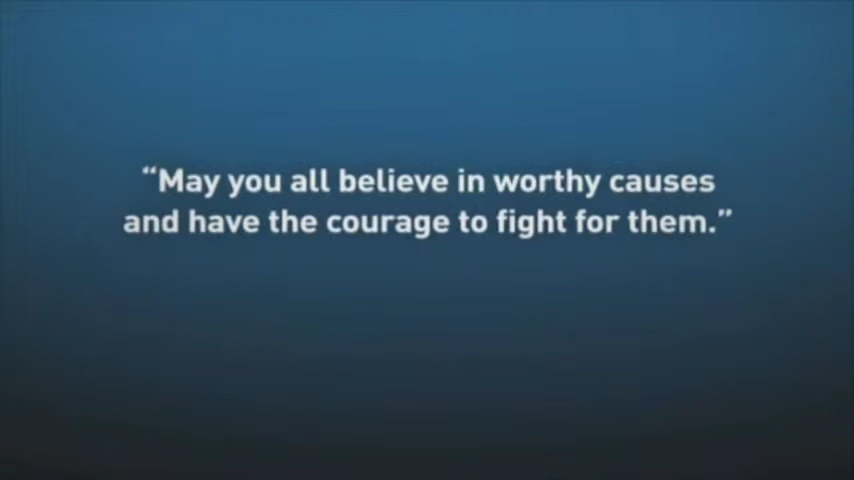 “May you all believe in worthy causes
and have the courage to fight for them.”